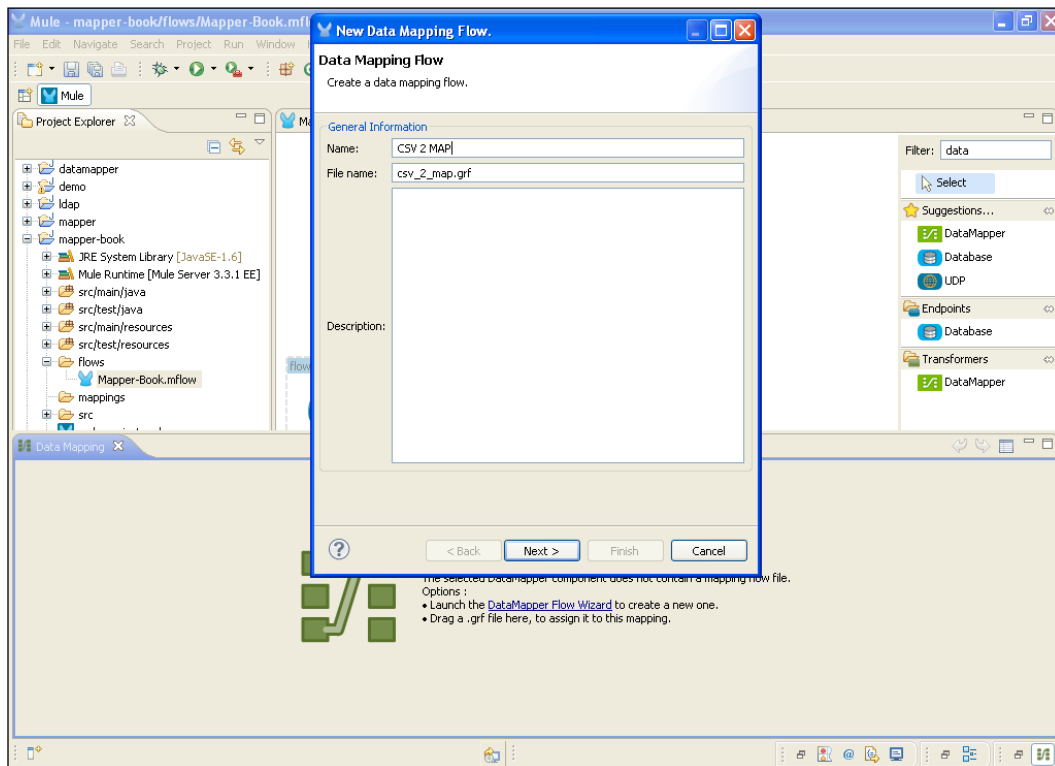 Mule - mapper-book/flows/Mapper-Book.mfl
File Edit Navigate Search Project Run Window
Mule
Project Explorer
datamapper
demo
ldap
mapper
mapper-book
JRE System Library [JavaSE-1.6]
Mule Runtime [Mule Server 3.3.1 EE]
src/main/java
src/test/java
src/main/resources
src/test/resources
flows
Mapper-Book.mflow
mappings
src
flow
New Data Mapping Flow.
Data Mapping Flow
Create a data mapping flow.
General Information
Name: CSV 2 MAP
File name: csv_2_map.grf
Description:
< Back Next > Finish Cancel
Filter: data
Select
Suggestions...
DataMapper
Database
UDP
Endpoints
Database
Transformers
DataMapper
Data Mapping
The selected DataMapper component does not contain a mapping flow file.
Options :
• Launch the DataMapper Flow Wizard to create a new one.
• Drag a .grf file here, to assign it to this mapping.